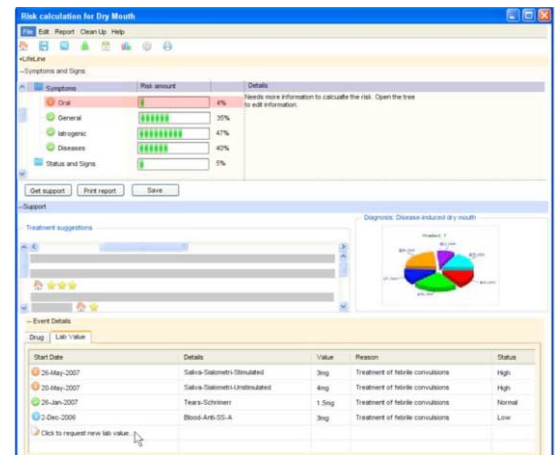 Risk calculation for Dry Mouth
File Edit Report Clean Up Help
LifeLine
Symptoms and Signs
Symptoms Risk amount Details
Oral 4% Needs more information to calcualte the risk. Open the tree
to edit information.
General 35%
Iatrogenic 47%
Diseases 40%
Status and Signs 5%
Get support Print report Save
Support
Treatment suggestions
Diagnosis: Disease-induced dry mouth
Event Details
Drug Lab Value
Start Date Details Value Reason Status
26-May-2007 Saliva-Sialometri-Stimulated 3mg Treatment of febrile convulsions High
20-May-2007 Saliva-Sialometri-Unstimulated 4mg Treatment of febrile convulsions High
26-Jan-2007 Tears-Schrimerr 1.5mg Treatment of febrile convulsions Normal
2-Dec-2006 Blood-Anti-SS-A 3mg Treatment of febrile convulsions Low
Click to request new lab value...